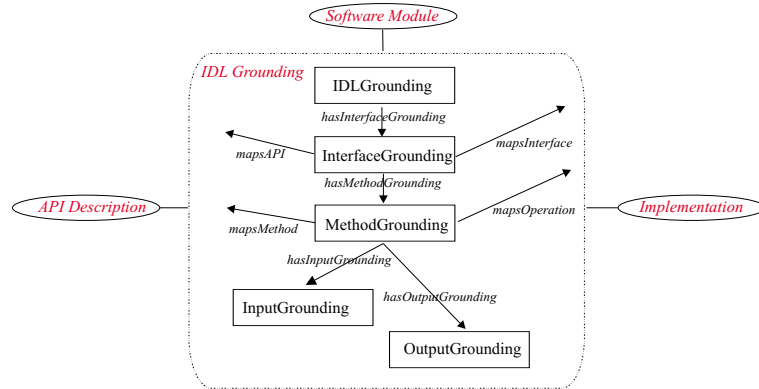 Software Module
IDL Grounding
IDLGrounding
hasInterfaceGrounding
mapsAPI
InterfaceGrounding
mapsInterface
hasMethodGrounding
API Description
mapsMethod
MethodGrounding
mapsOperation
Implementation
hasInputGrounding
InputGrounding
hasOutputGrounding
OutputGrounding